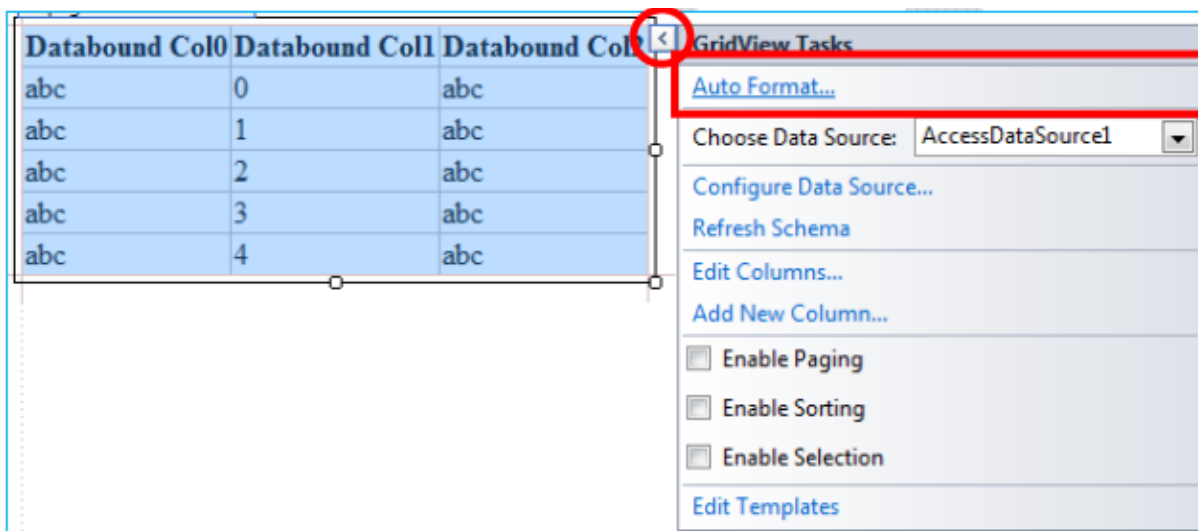 Databound Col0 Databound Col1 Databound Col2
abc 0 abc
abc 1 abc
abc 2 abc
abc 3 abc
abc 4 abc
GridView Tasks
Auto Format...
Choose Data Source: AccessDataSource1
Configure Data Source...
Refresh Schema
Edit Columns...
Add New Column...
Enable Paging
Enable Sorting
Enable Selection
Edit Templates